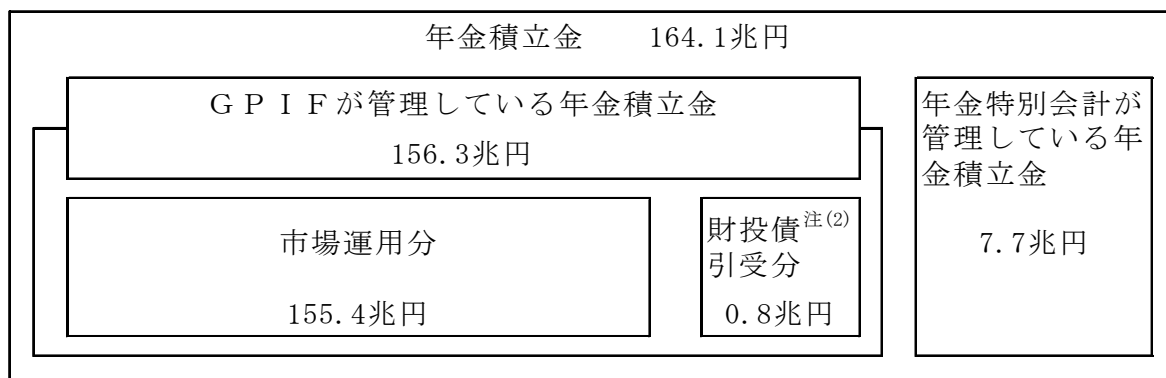 年金積立金　　164.1兆円
ＧＰＩＦが管理している年金積立金
156.3兆円
市場運用分
155.4兆円
財投債注(2)
引受分
0.8兆円
年金特別会計が
管理している年
金積立金
7.7兆円